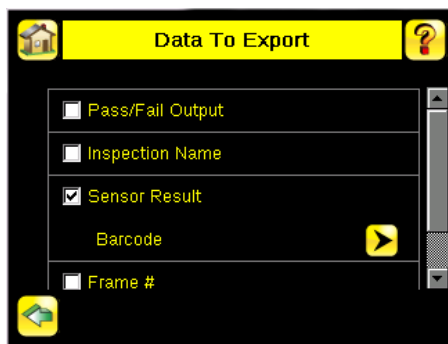 Data To Export
?
Pass/Fail Output
Inspection Name
Sensor Result
Barcode
Frame #